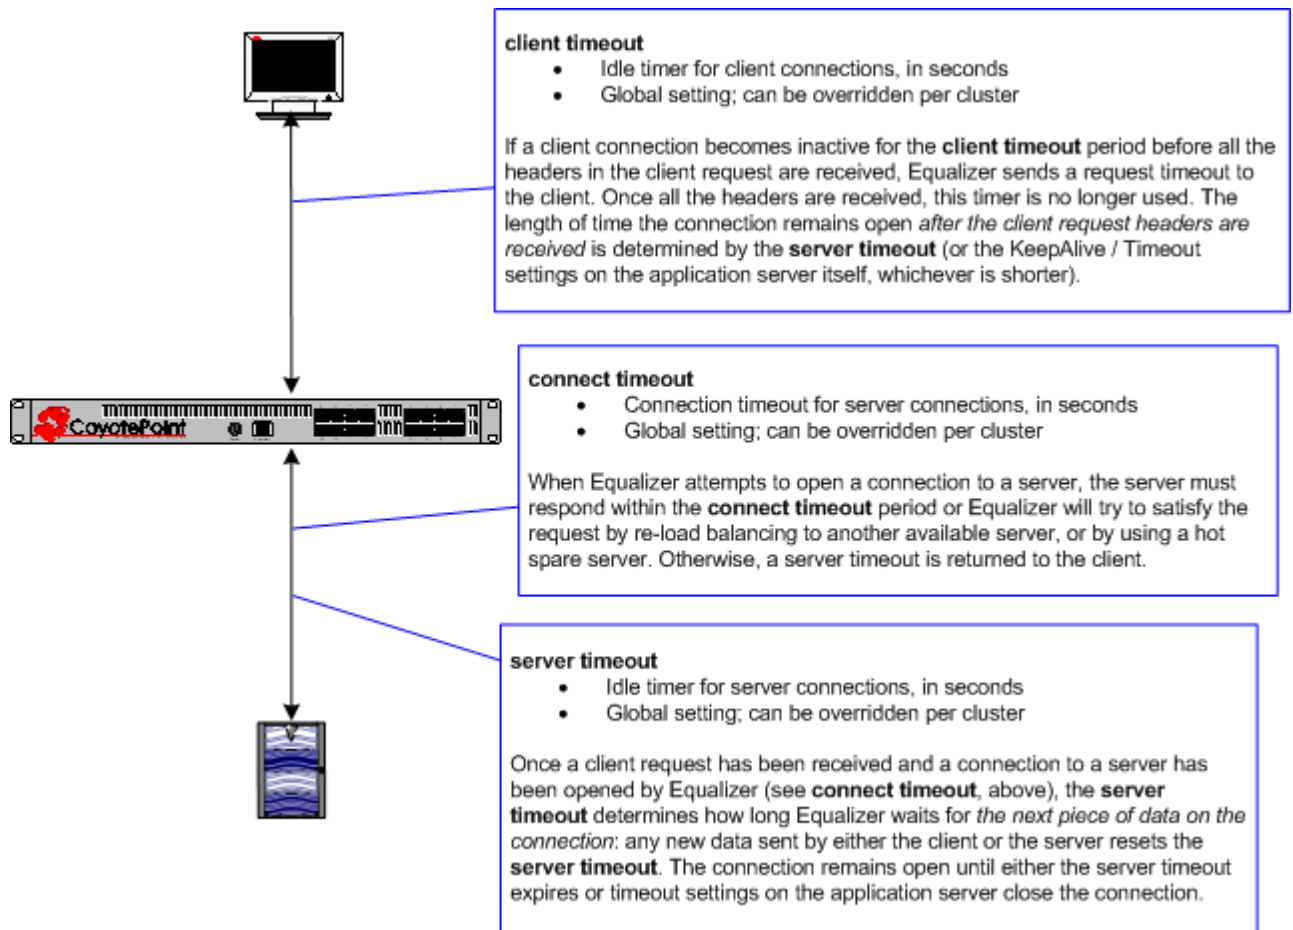 client timeout
• Idle timer for client connections, in seconds
• Global setting; can be overridden per cluster
If a client connection becomes inactive for the client timeout period before all the
headers in the client request are received, Equalizer sends a request timeout to
the client. Once all the headers are received, this timer is no longer used. The
length of time the connection remains open after the client request headers are
received is determined by the server timeout (or the KeepAlive / Timeout
settings on the application server itself, whichever is shorter).
connect timeout
• Connection timeout for server connections, in seconds
• Global setting; can be overridden per cluster
When Equalizer attempts to open a connection to a server, the server must
respond within the connect timeout period or Equalizer will try to satisfy the
request by re-load balancing to another available server, or by using a hot
spare server. Otherwise, a server timeout is returned to the client.
CoyotePoint
server timeout
• Idle timer for server connections, in seconds
• Global setting; can be overridden per cluster
Once a client request has been received and a connection to a server has
been opened by Equalizer (see connect timeout, above), the server
timeout determines how long Equalizer waits for the next piece of data on the
connection: any new data sent by either the client or the server resets the
server timeout. The connection remains open until either the server timeout
expires or timeout settings on the application server close the connection.